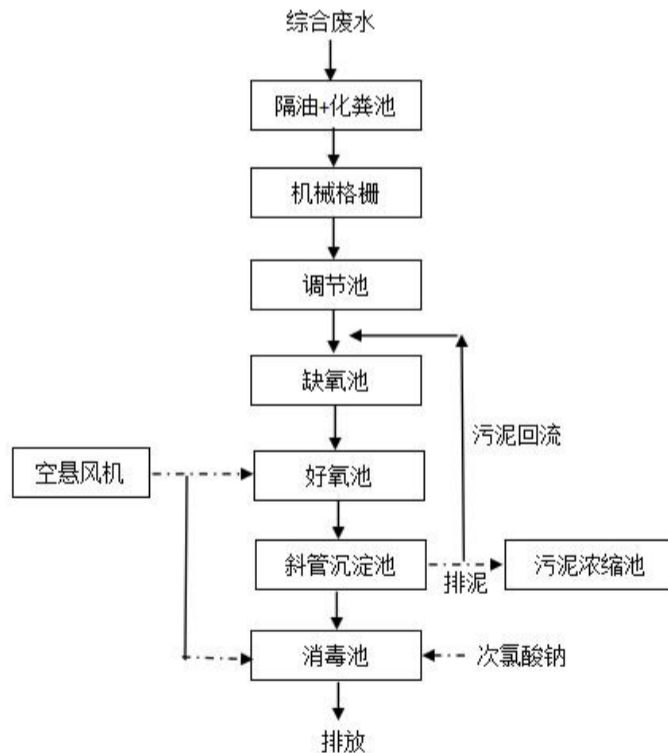 综合废水
隔油+化粪池
机械格栅
调节池
缺氧池
污泥回流
空悬风机
好氧池
斜管沉淀池
排泥
污泥浓缩池
消毒池
次氯酸钠
排放